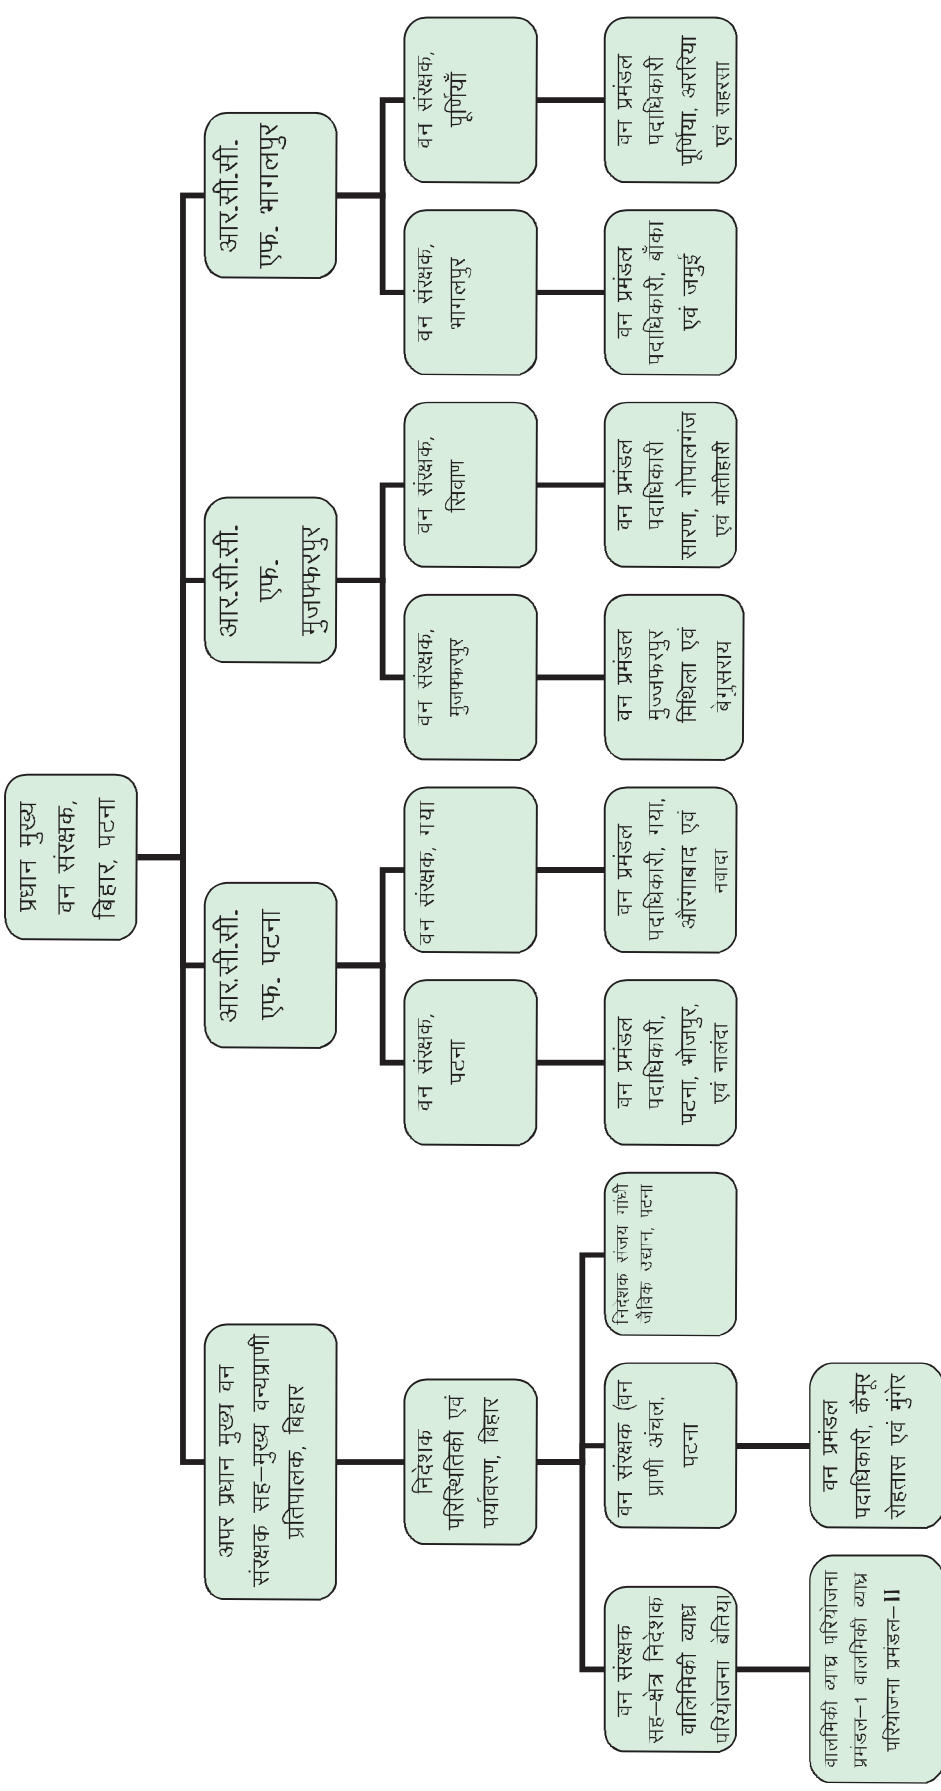 प्रधान मुख्य
वन संरक्षक,
बिहार, पटना
अपर प्रधान मुख्य वन
संरक्षक सह–मुख्य वन्यप्राणी
प्रतिपालक, बिहार
आर.सी.सी.
एफ. पटना
आर.सी.सी.
एफ.
मुजफ्फरपुर
आर.सी.सी.
एफ. भागलपुर
निदेशक
परिस्थितिकी एवं
पर्यावरण, बिहार
वन संरक्षक,
पटना
वन संरक्षक, गया
वन संरक्षक,
मुजफ्फरपुर
वन संरक्षक,
सिवाण
वन संरक्षक,
भागलपुर
वन संरक्षक,
पूर्णियाँ
वन संरक्षक
सह–क्षेत्र निदेशक
वाल्मिकी व्याघ्र
परियोजना बेतिया
वन संरक्षक (वन
प्राणी अंचल,
पटना
निदेशक संजय गांधी
जैविक उद्यान, पटना
वन प्रमंडल
पदाधिकारी,
पटना, भोजपुर,
एवं नालंदा
वन प्रमंडल
पदाधिकारी, गया,
औरंगाबाद एवं
नवादा
वन प्रमंडल
मुज्जफरपुर
मिथिला एवं
बेगुसराय
वन प्रमंडल
पदाधिकारी
सारण, गोपालगंज
एवं मोतीहारी
वन प्रमंडल
पदाधिकारी, बाँका
एवं जमुई
वन प्रमंडल
पदाधिकारी
पूर्णिया, अररिया
एवं सहरसा
वालमिकी व्याघ्र परियोजना
प्रमंडल–1 वालमिकी व्याघ्र
परियोजना प्रमंडल–II
वन प्रमंडल
पदाधिकारी, कैमूर
रोहतास एवं मुंगेर